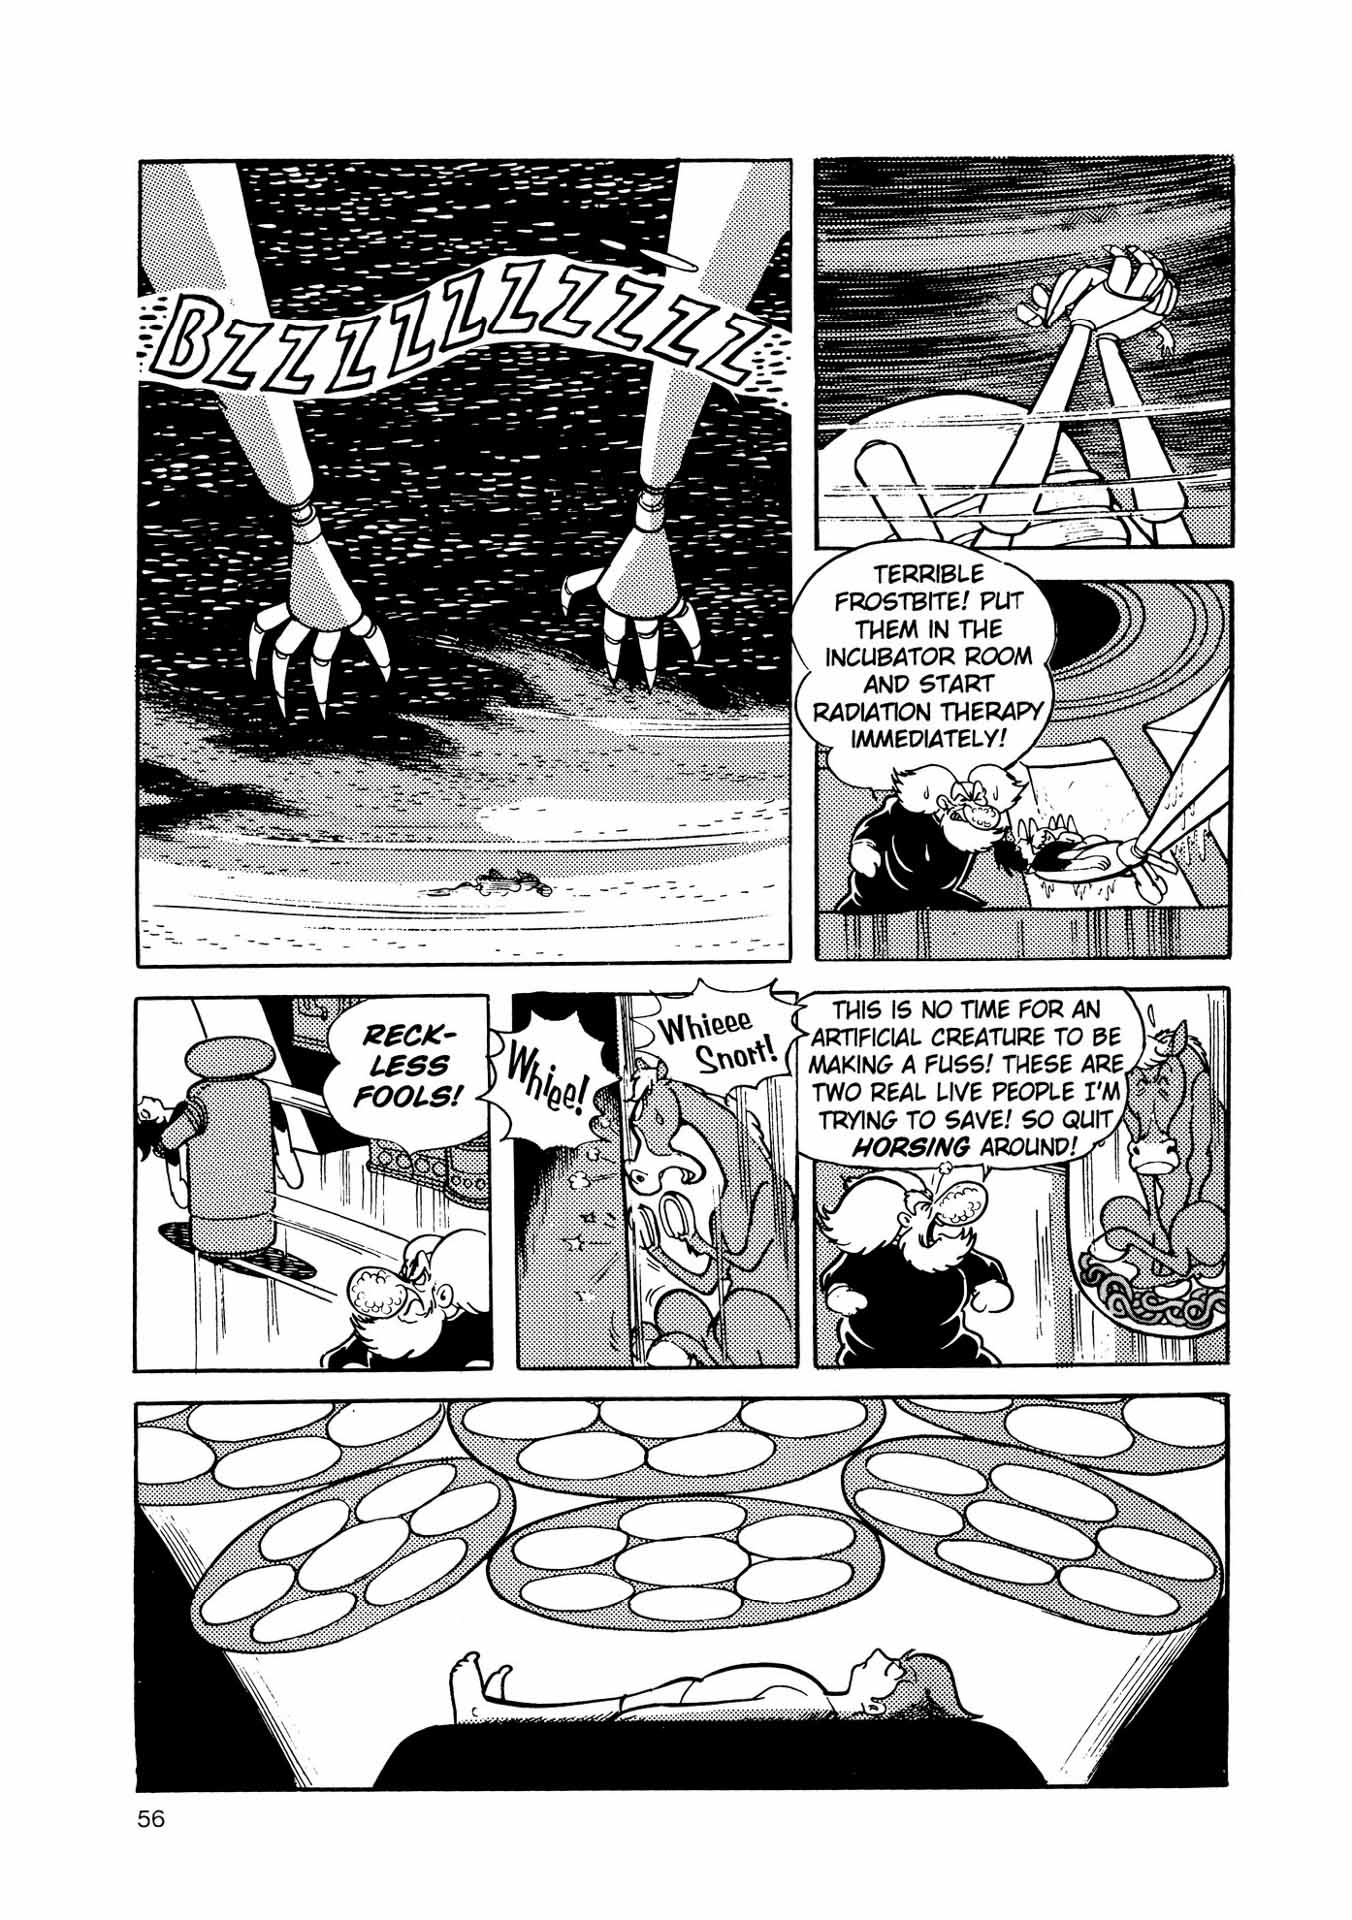 BZZZZZZZZZZZ
TERRIBLE
FROSTBITE! PUT
THEM IN THE
INCUBATOR ROOM
AND START
RADIATION THERAPY
IMMEDIATELY!
RECK-
LESS
FOOLS!
Whiee!
Whieee
Snort!
THIS IS NO TIME FOR AN
ARTIFICIAL CREATURE TO BE
MAKING A FUSS! THESE ARE
TWO REAL LIVE PEOPLE I'M
TRYING TO SAVE! SO QUIT
HORSING AROUND!
56